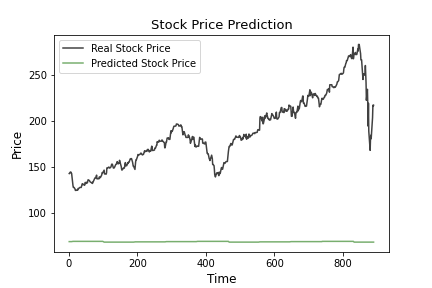 Stock Price Prediction
Real Stock Price
Predicted Stock Price
250
200
150
100
Price
0 200 400 600 800
Time